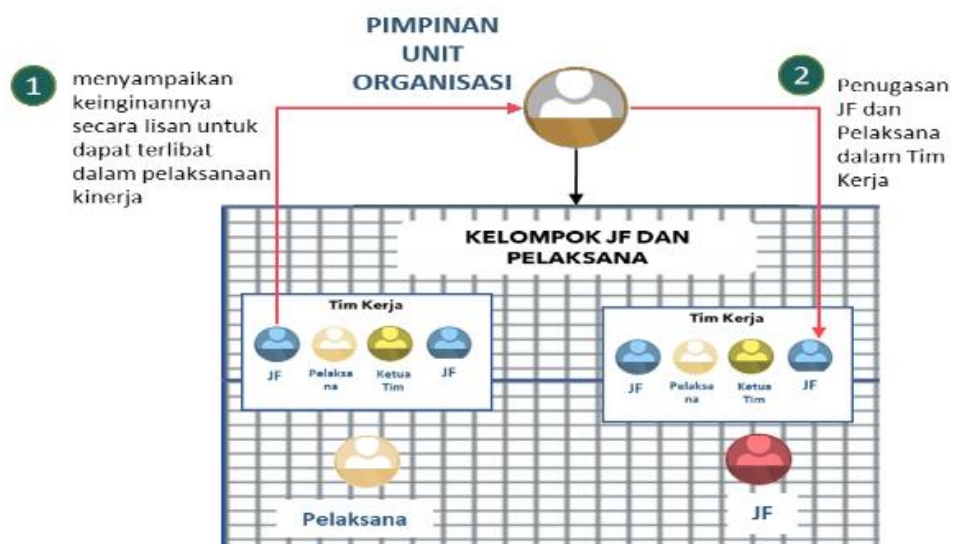 PIMPINAN
UNIT
ORGANISASI
1
menyampaikan
keinginannya
secara lisan untuk
dapat terlibat
dalam pelaksanaan
kinerja
2
Penugasan
JF dan
Pelaksana
dalam Tim
Kerja
KELOMPOK JF DAN
PELAKSANA
Tim Kerja
JF
Pelaksa
na
Ketua
Tim
JF
Tim Kerja
JF
Pelaksa
na
Ketua
Tim
JF
Pelaksana
JF